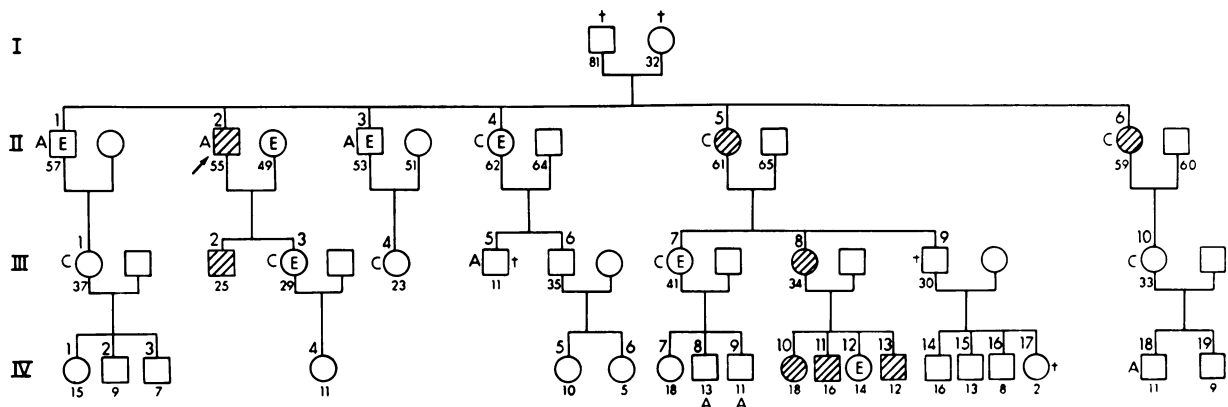 † †
I
81 32
1 2 3 4 5 6
II A E A E A E C E C C
57 55 49 53 51 62 64 61 65 59 60
1 2 3 4 5 6 7 8 9 10
III C C E C A † C E † C
37 25 29 23 11 35 41 34 30 33
1 2 3 4 5 6 7 8 9 10 11 12 13 14 15 16 17 18 19
IV E † A
15 9 7 11 10 5 18 13 11 18 16 14 12 16 13 8 2 11 9
A A